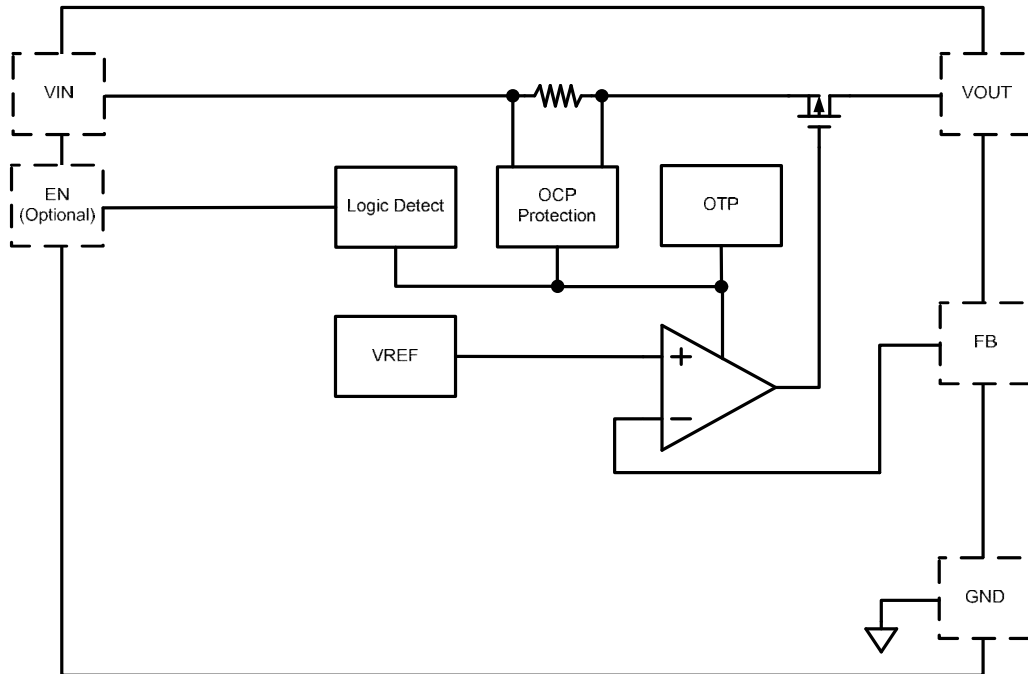 VIN
VOUT
EN
(Optional)
Logic Detect
OCP
Protection
OTP
VREF
+
−
FB
GND